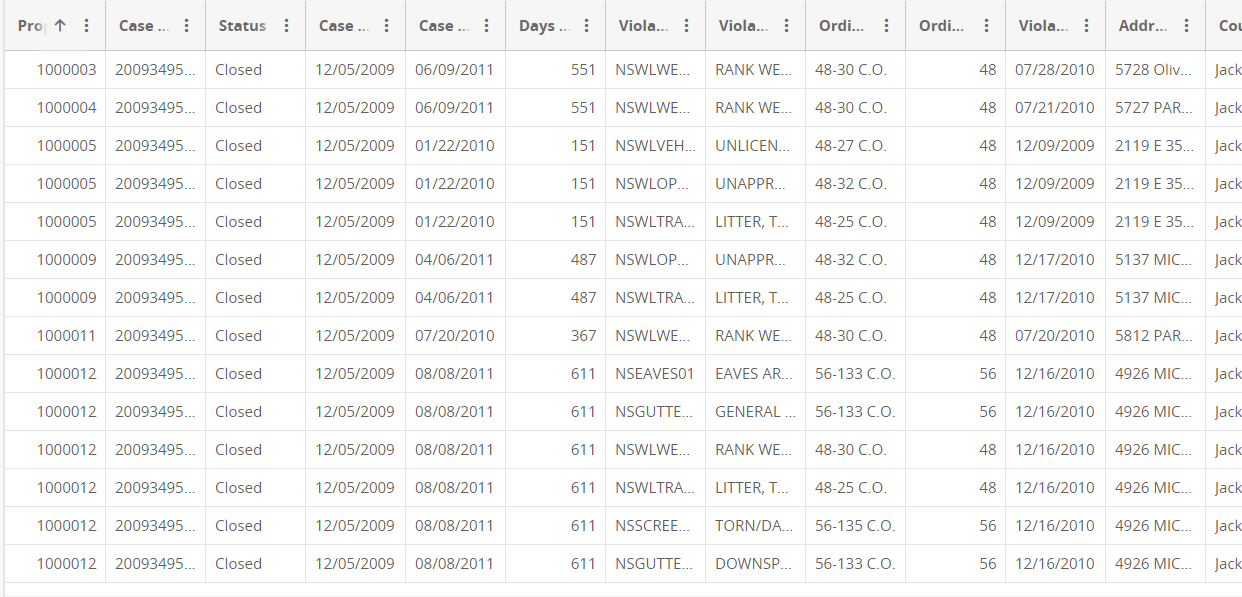 Pro Case ... Status Case ... Case ... Days ... Viola... Viola... Ordi... Ordi... Viola... Addr... Cou
1000003 20093495... Closed 12/05/2009 06/09/2011 551 NSWLWE... RANK WE... 48-30 C.O. 48 07/28/2010 5728 Oliv... Jack
1000004 20093495... Closed 12/05/2009 06/09/2011 551 NSWLWE... RANK WE... 48-30 C.O. 48 07/21/2010 5727 PAR... Jack
1000005 20093495... Closed 12/05/2009 01/22/2010 151 NSWLVEH... UNLICEN... 48-27 C.O. 48 12/09/2009 2119 E 35... Jack
1000005 20093495... Closed 12/05/2009 01/22/2010 151 NSWLOP... UNAPPR... 48-32 C.O. 48 12/09/2009 2119 E 35... Jack
1000005 20093495... Closed 12/05/2009 01/22/2010 151 NSWLTRA... LITTER, T... 48-25 C.O. 48 12/09/2009 2119 E 35... Jack
1000009 20093495... Closed 12/05/2009 04/06/2011 487 NSWLOP... UNAPPR... 48-32 C.O. 48 12/17/2010 5137 MIC... Jack
1000009 20093495... Closed 12/05/2009 04/06/2011 487 NSWLTRA... LITTER, T... 48-25 C.O. 48 12/17/2010 5137 MIC... Jack
1000011 20093495... Closed 12/05/2009 07/20/2010 367 NSWLWE... RANK WE... 48-30 C.O. 48 07/20/2010 5812 PAR... Jack
1000012 20093495... Closed 12/05/2009 08/08/2011 611 NSEAVES01 EAVES AR... 56-133 C.O. 56 12/16/2010 4926 MIC... Jack
1000012 20093495... Closed 12/05/2009 08/08/2011 611 NSGUTTE... GENERAL ... 56-133 C.O. 56 12/16/2010 4926 MIC... Jack
1000012 20093495... Closed 12/05/2009 08/08/2011 611 NSWLWE... RANK WE... 48-30 C.O. 48 12/16/2010 4926 MIC... Jack
1000012 20093495... Closed 12/05/2009 08/08/2011 611 NSWLTRA... LITTER, T... 48-25 C.O. 48 12/16/2010 4926 MIC... Jack
1000012 20093495... Closed 12/05/2009 08/08/2011 611 NSSCREE... TORN/DA... 56-135 C.O. 56 12/16/2010 4926 MIC... Jack
1000012 20093495... Closed 12/05/2009 08/08/2011 611 NSGUTTE... DOWNSP... 56-133 C.O. 56 12/16/2010 4926 MIC... Jack